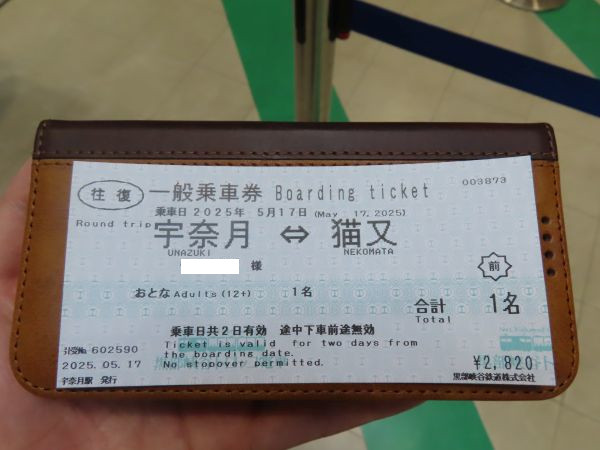 往復 一般乗車券 Boarding ticket 003873
乗車日 2025年 5月17日 (May 17, 2025)
Round trip 宇奈月 ⇔ 猫又
UNAZUKI NEKOMATA
様 前
おとな Adults (12+) 1名
合計 1名
Total
乗車日共2日有効 途中下車前途無効
Ticket is valid for two days from
the boarding date.
No stopover permitted.
引受No. 602590
2025.05.17 ¥2,820
宇奈月駅 発行 黒部峡谷鉄道株式会社